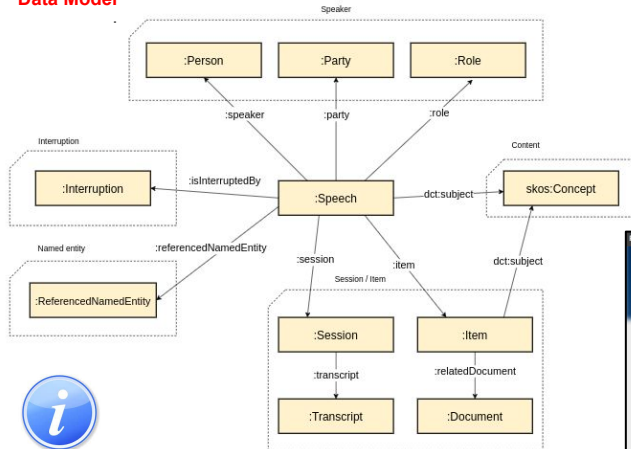 Data Model
Speaker
:Person
:Party
:Role
:speaker
:party
:role
Interruption
:Interruption
:isInterruptedBy
:Speech
dct:subject
Content
skos:Concept
Named entity
:referencedNamedEntity
:ReferencedNamedEntity
:session
:item
dct:subject
Session / Item
:Session
:Item
:transcript
:relatedDocument
:Transcript
:Document
i